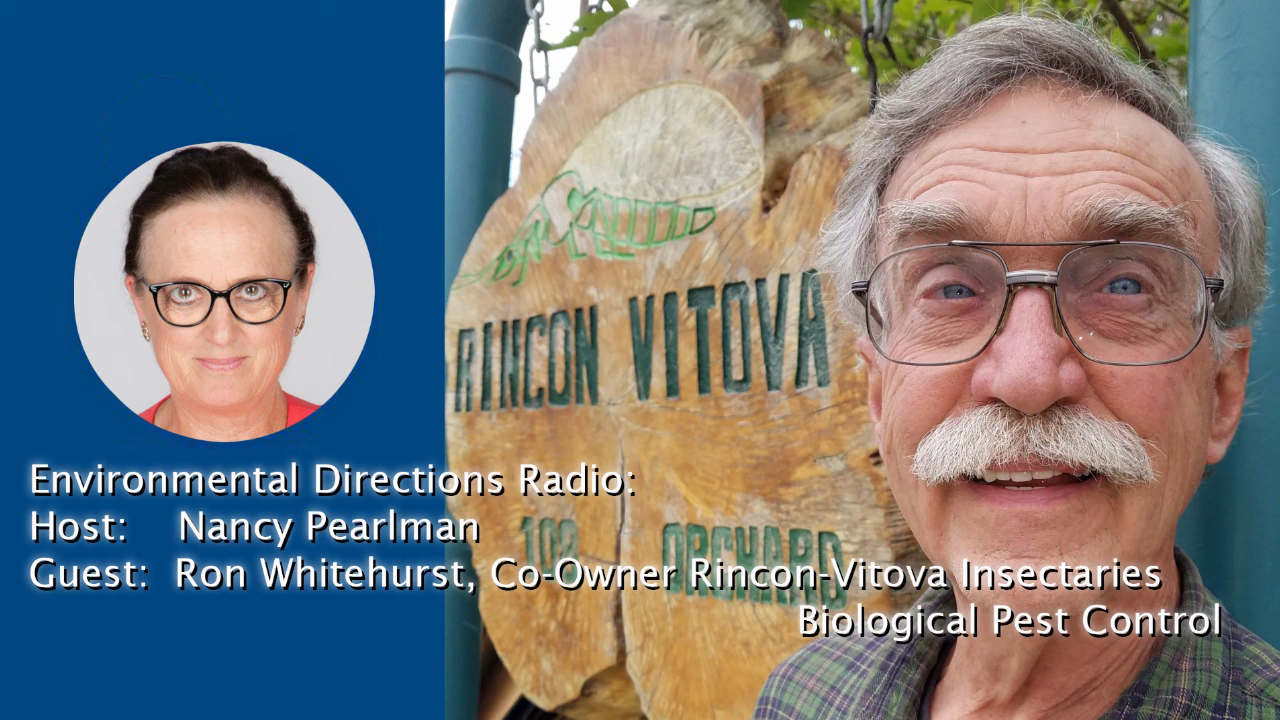 RINCON VITOVA
108 ORCHARD
Environmental Directions Radio:
Host: Nancy Pearlman
Guest: Ron Whitehurst, Co-Owner Rincon-Vitova Insectaries
Biological Pest Control